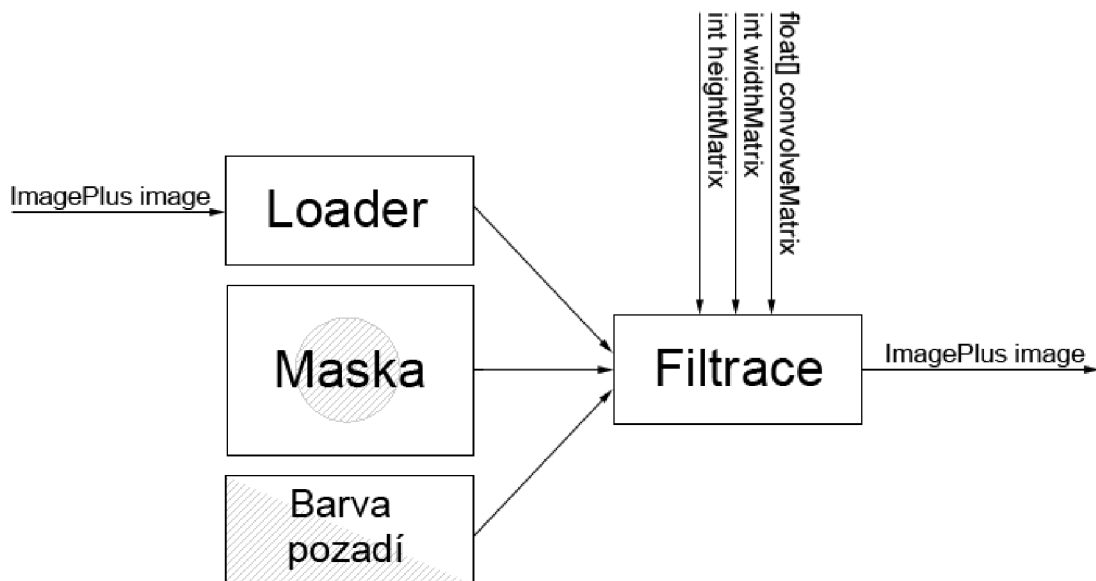 int heightMatrix
int widthMatrix
float[] convolveMatrix
ImagePlus image
Loader
Maska
Barva
pozadí
Filtrace
ImagePlus image